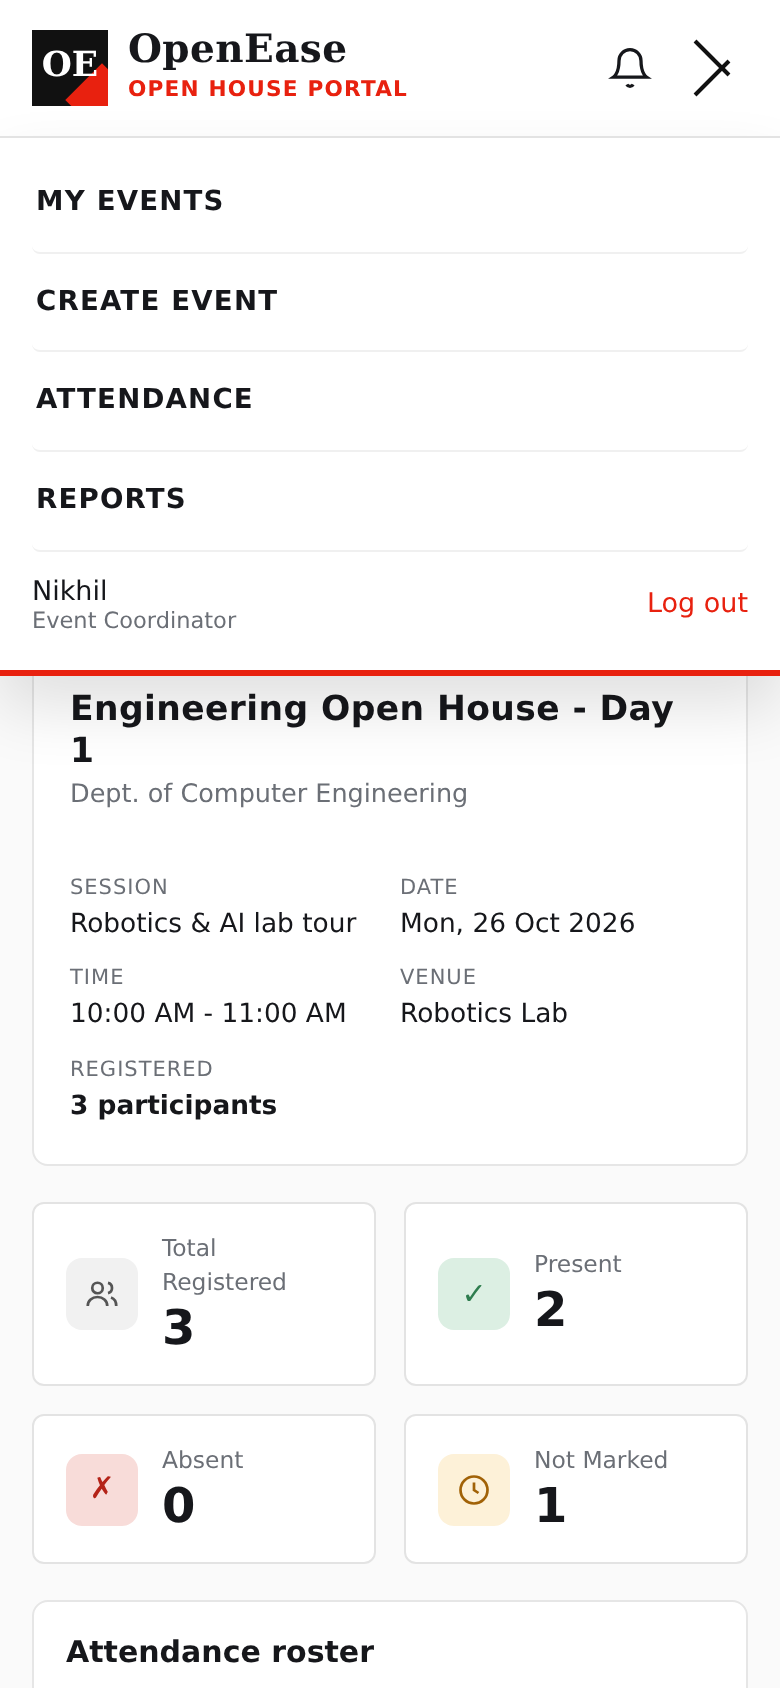 OE
OpenEase
OPEN HOUSE PORTAL
MY EVENTS
CREATE EVENT
ATTENDANCE
REPORTS
Nikhil
Event Coordinator
Log out
Engineering Open House - Day
1
Dept. of Computer Engineering
SESSION
Robotics & AI lab tour
DATE
Mon, 26 Oct 2026
TIME
10:00 AM - 11:00 AM
VENUE
Robotics Lab
REGISTERED
3 participants
Total
Registered
3
✓
Present
2
✗
Absent
0
Not Marked
1
Attendance roster